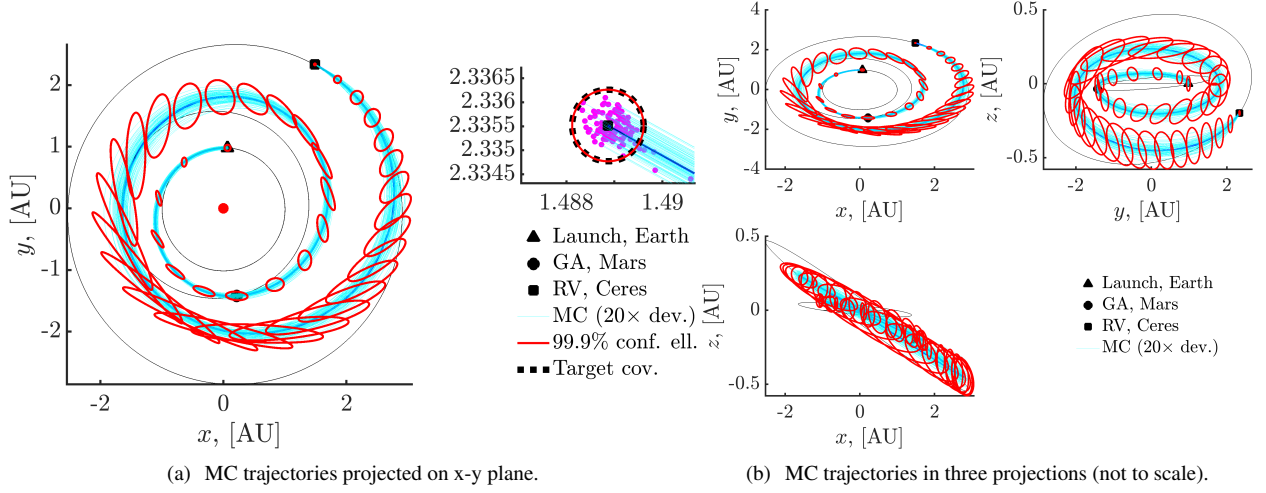 2
1
0
-1
-2
y, [AU]
-2
0
2
x, [AU]
2.3365
2.336
2.3355
2.335
2.3345
1.488
1.49
Launch, Earth
GA, Mars
RV, Ceres
MC (20× dev.)
99.9% conf. ell.
Target cov.
(a) MC trajectories projected on x-y plane.
4
2
0
-2
-4
y, [AU]
-2
0
2
x, [AU]
0.5
0
-0.5
z, [AU]
-2
0
2
y, [AU]
0.5
0
-0.5
z, [AU]
-2
0
2
x, [AU]
Launch, Earth
GA, Mars
RV, Ceres
MC (20× dev.)
(b) MC trajectories in three projections (not to scale).